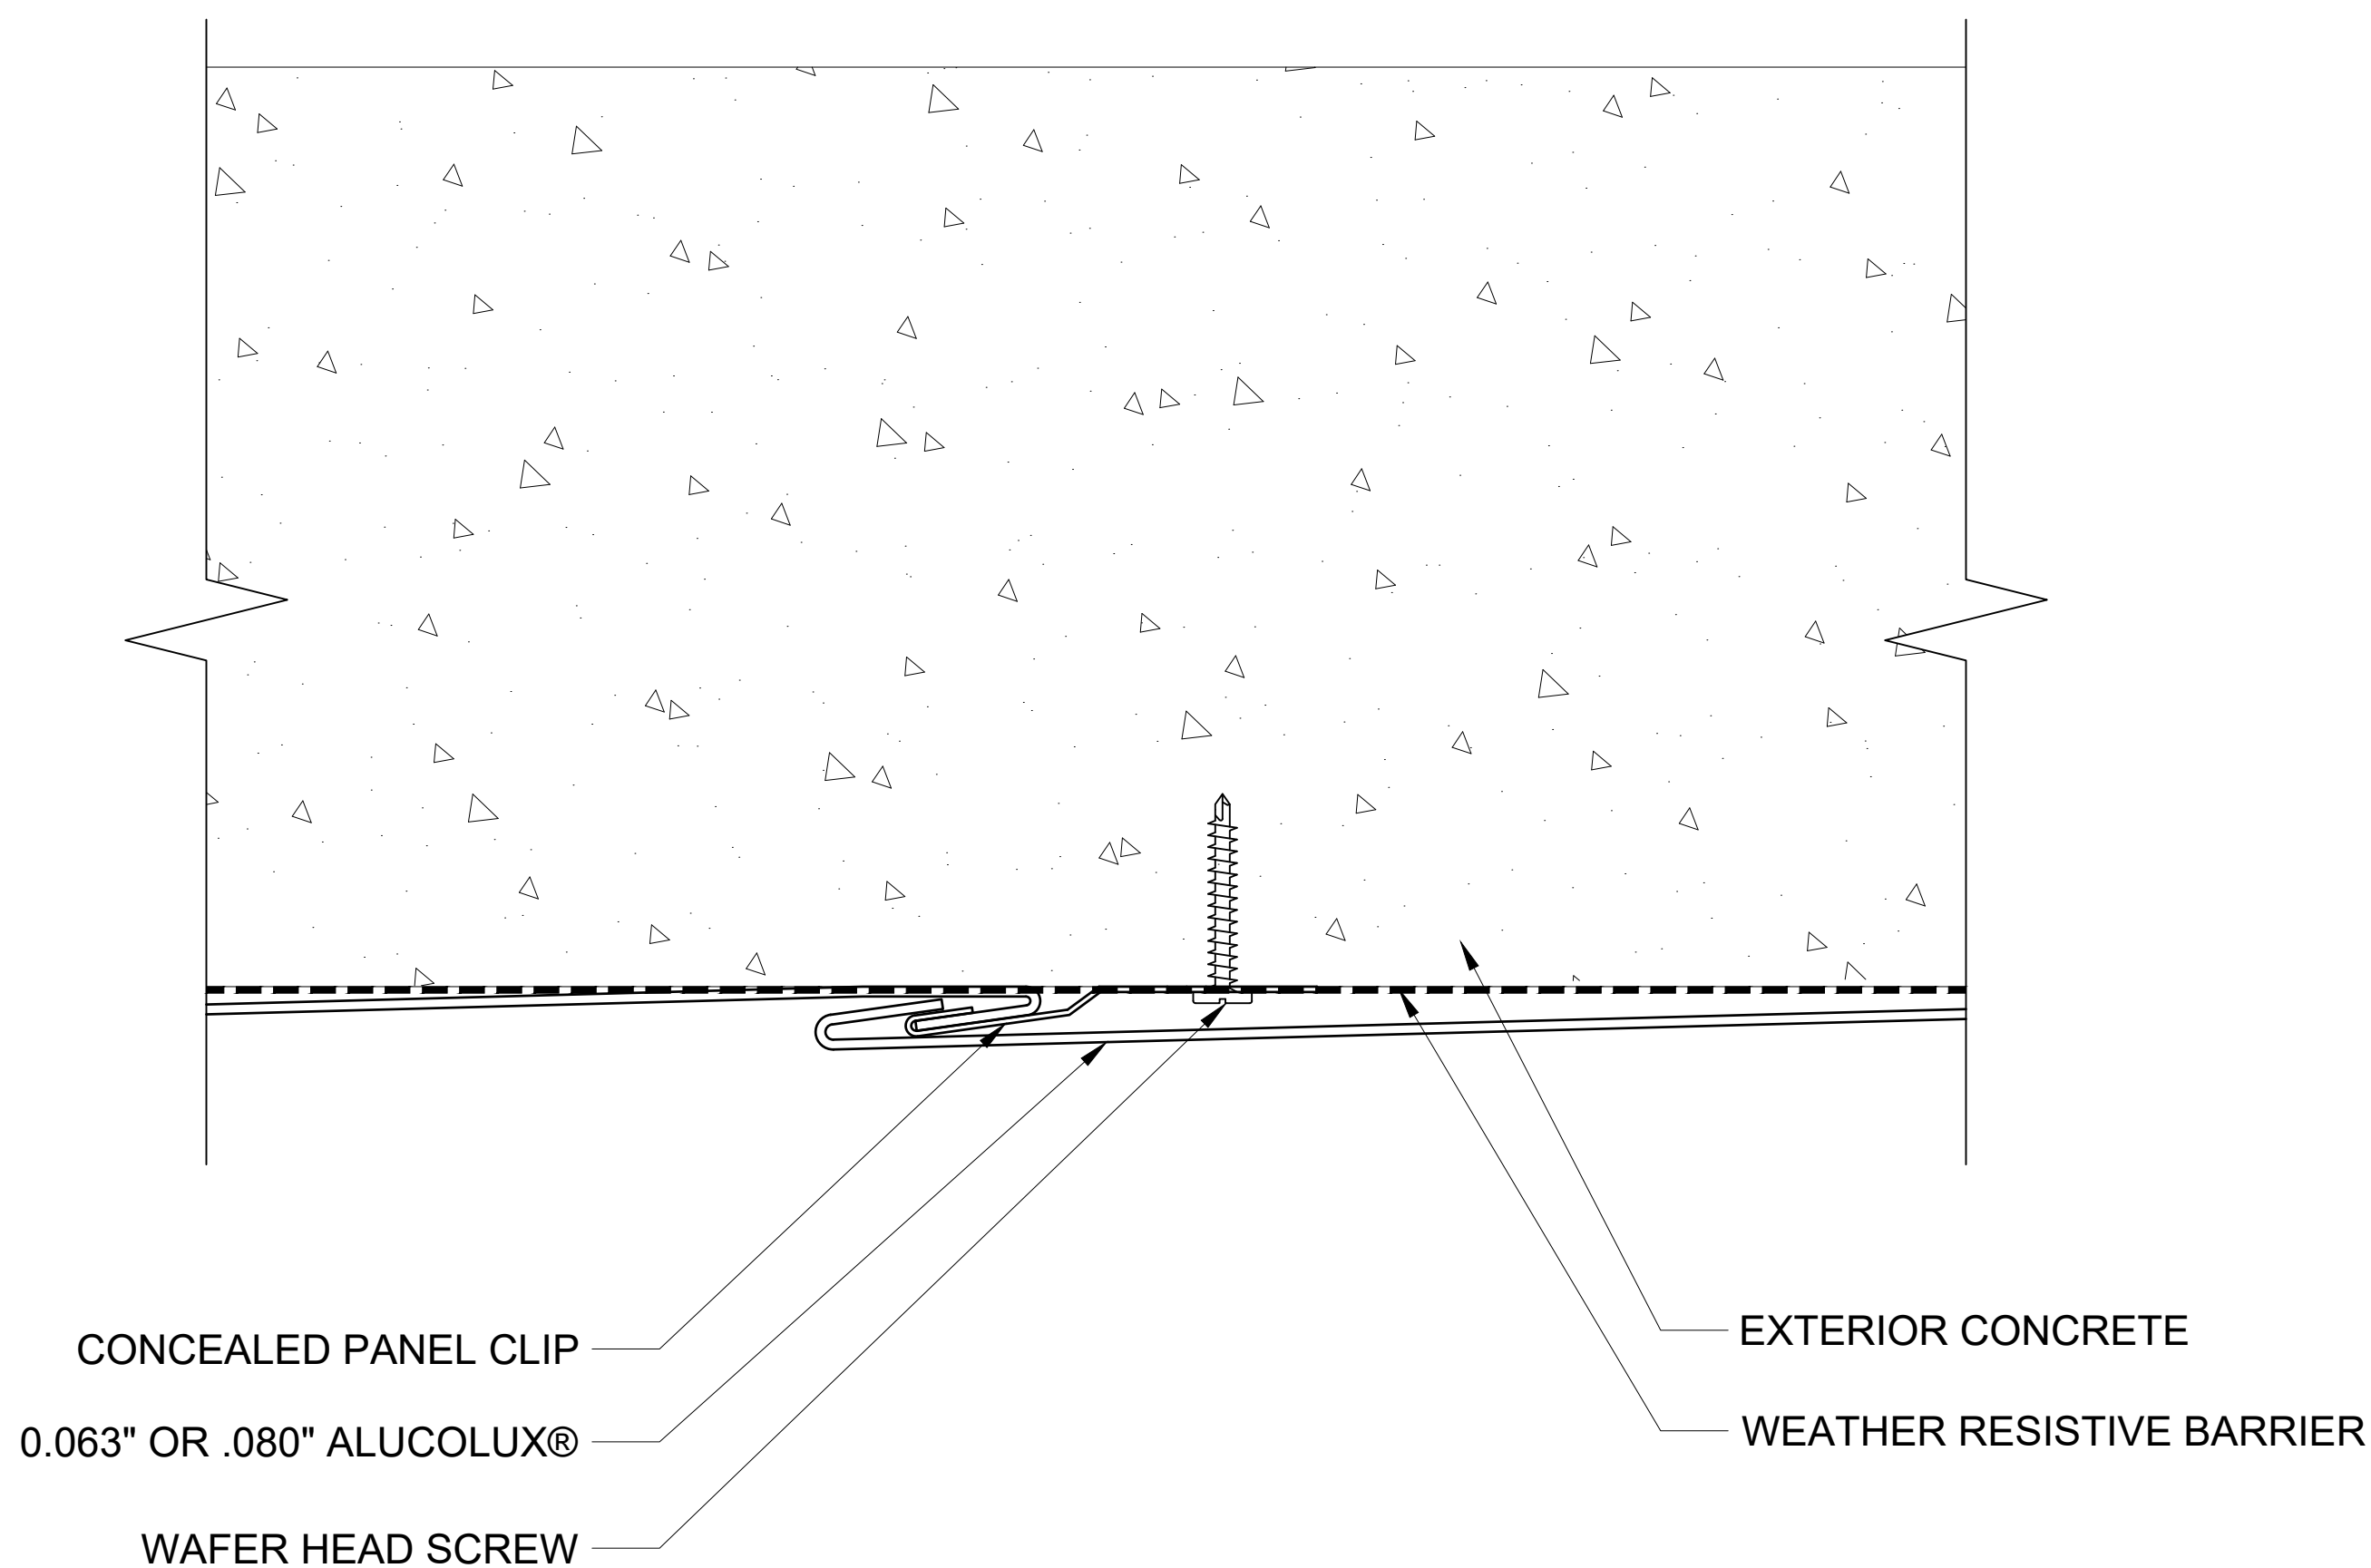 CONCEALED PANEL CLIP
0.063" OR .080" ALUCOLUX®
WAFER HEAD SCREW
EXTERIOR CONCRETE
WEATHER RESISTIVE BARRIER